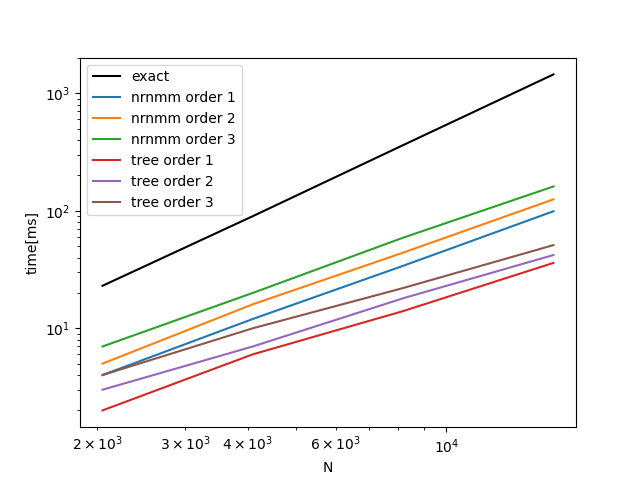 exact
nrnmm order 1
nrnmm order 2
nrnmm order 3
tree order 1
tree order 2
tree order 3
10³
10²
10¹
time[ms]
2 × 10³ 3 × 10³ 4 × 10³ 6 × 10³ 10⁴
N